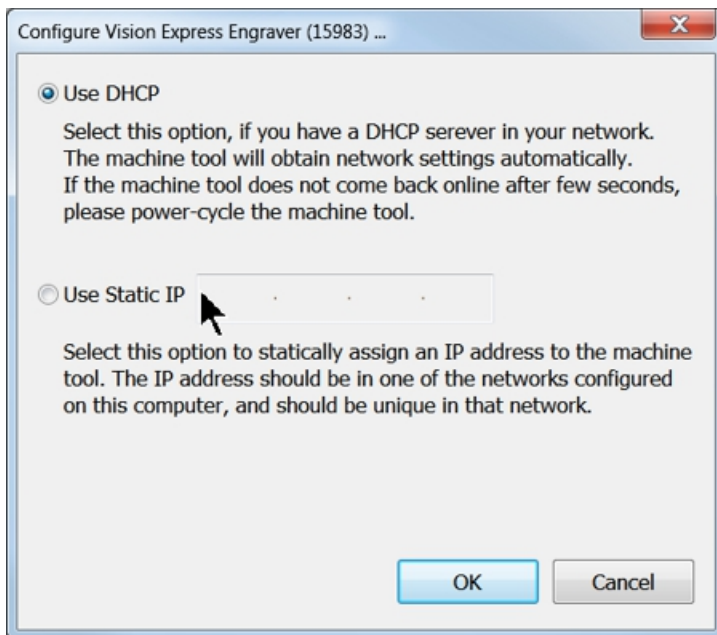 Configure Vision Express Engraver (15983) ...
Use DHCP
Select this option, if you have a DHCP serever in your network.
The machine tool will obtain network settings automatically.
If the machine tool does not come back online after few seconds,
please power-cycle the machine tool.
Use Static IP . . .
Select this option to statically assign an IP address to the machine
tool. The IP address should be in one of the networks configured
on this computer, and should be unique in that network.
OK Cancel